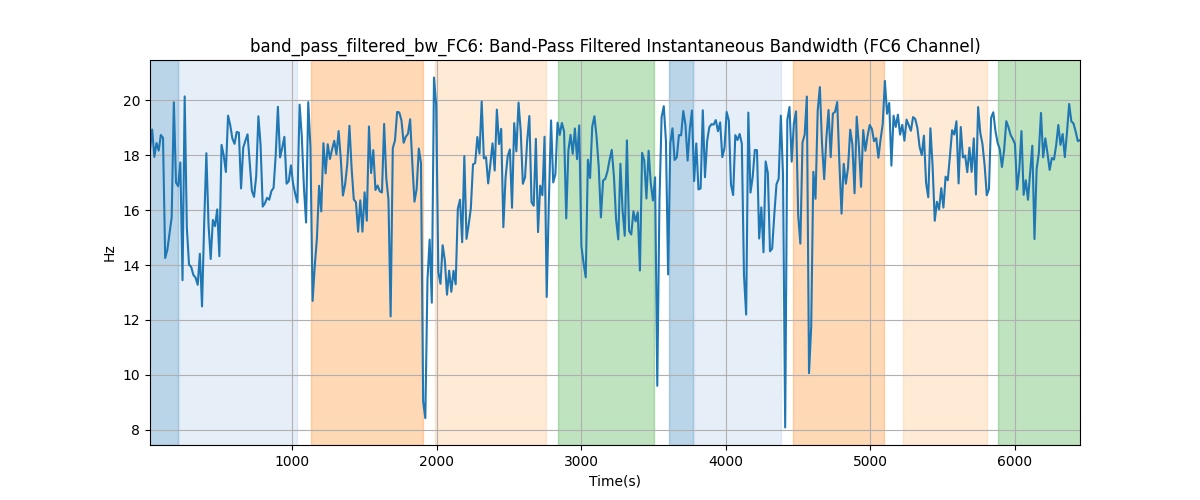 band_pass_filtered_bw_FC6: Band-Pass Filtered Instantaneous Bandwidth (FC6 Channel)
20
18
16
14
12
10
8
Hz
1000 2000 3000 4000 5000 6000
Time(s)